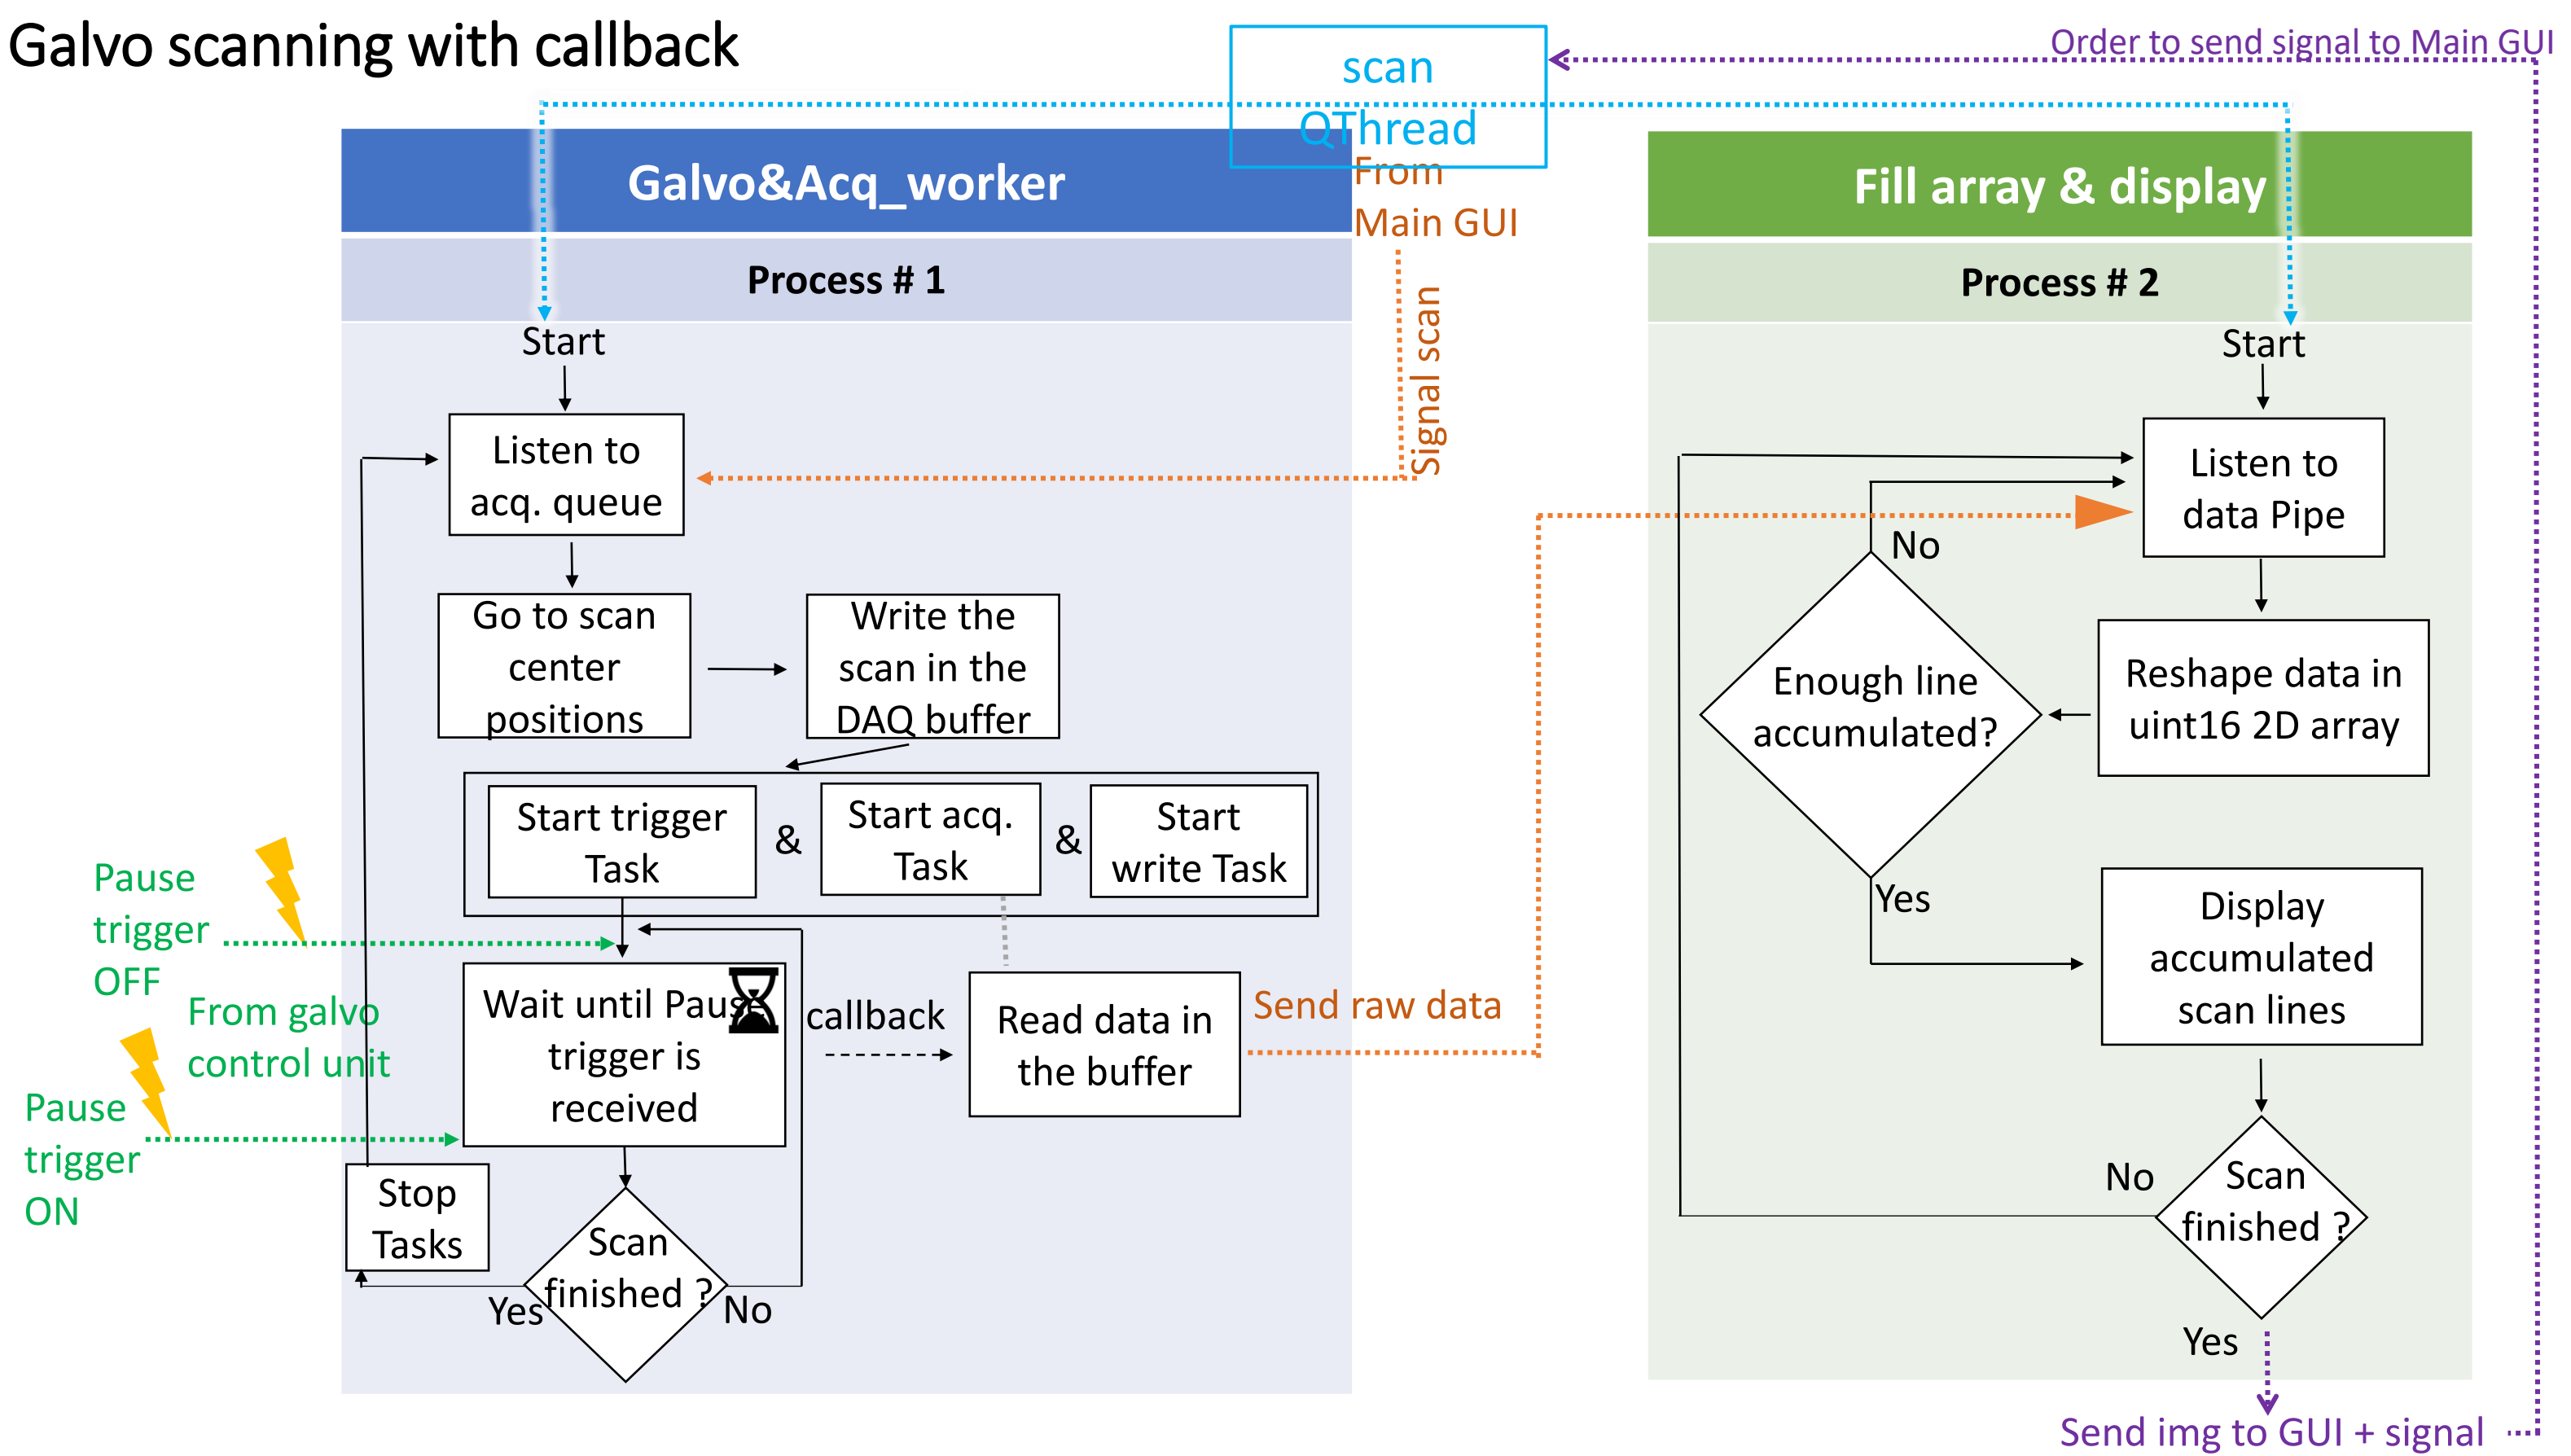 Galvo scanning with callback
scan
QThread
Order to send signal to Main GUI
Galvo&Acq_worker
From
Main GUI
Fill array & display
Process # 1
Process # 2
Signal scan
Start
Listen to
acq. queue
Go to scan
center
positions
Write the
scan in the
DAQ buffer
Start trigger
Task
&
Start acq.
Task
&
Start
write Task
Pause
trigger
OFF
From galvo
control unit
Pause
trigger
ON
Wait until Pause
trigger is
received
callback
Read data in
the buffer
Send raw data
Stop
Tasks
Scan
finished ?
Yes
No
Start
Listen to
data Pipe
No
Enough line
accumulated?
Reshape data in
uint16 2D array
Yes
Display
accumulated
scan lines
No
Scan
finished ?
Yes
Send img to GUI + signal